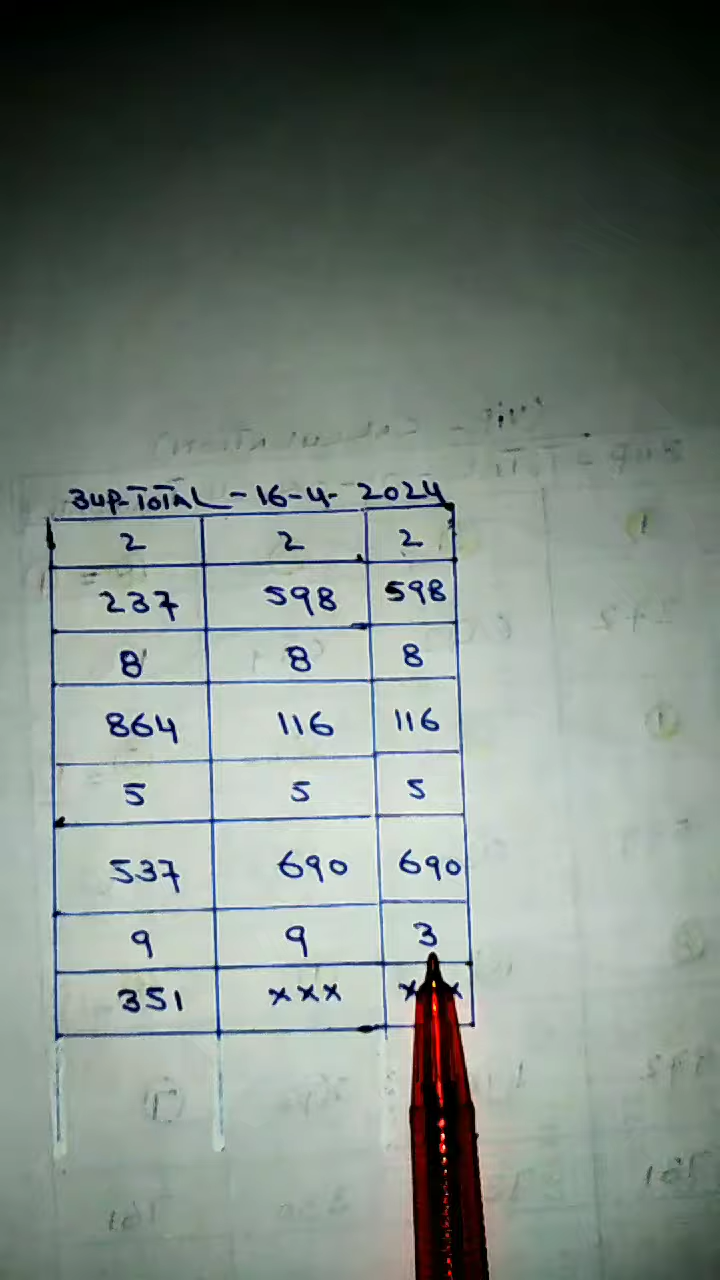 3UP-TOTAL-16-4-2024
2 2 2
237 598 598
8 8 8
864 116 116
5 5 5
537 690 690
9 9 3
351 xxx